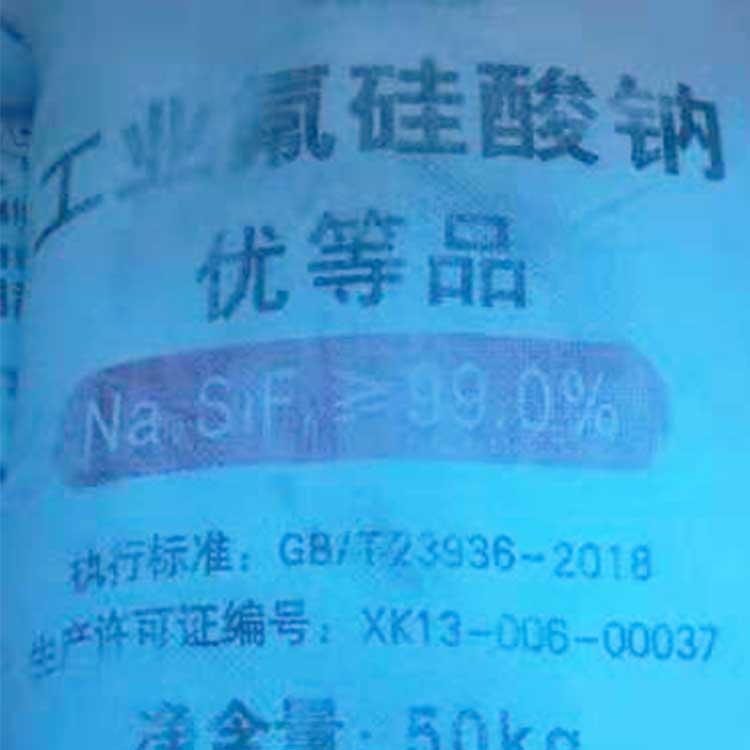 工业氟硅酸钠
优等品
Na₂SiF₆≥99.0%
执行标准：GB/T23936-2018
生产许可证编号：XK13-006-00037
净含量：50kg